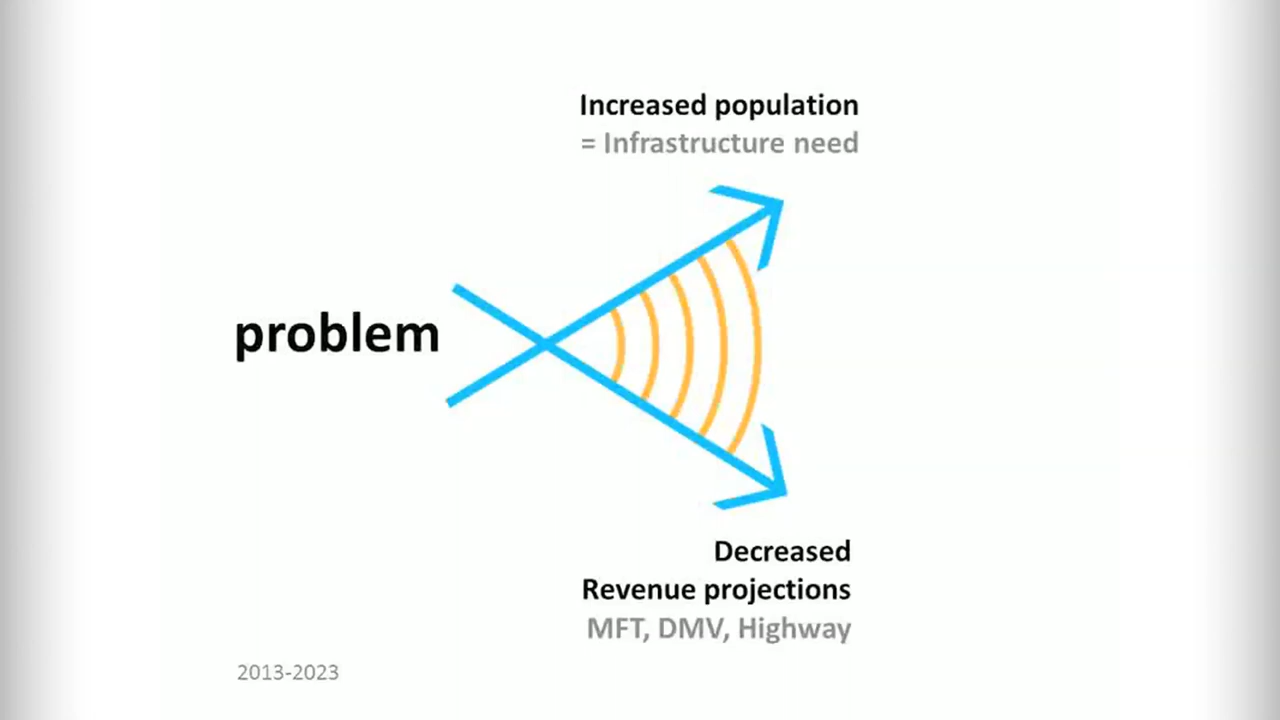 Increased population
= Infrastructure need
problem
Decreased
Revenue projections
MFT, DMV, Highway
2013-2023